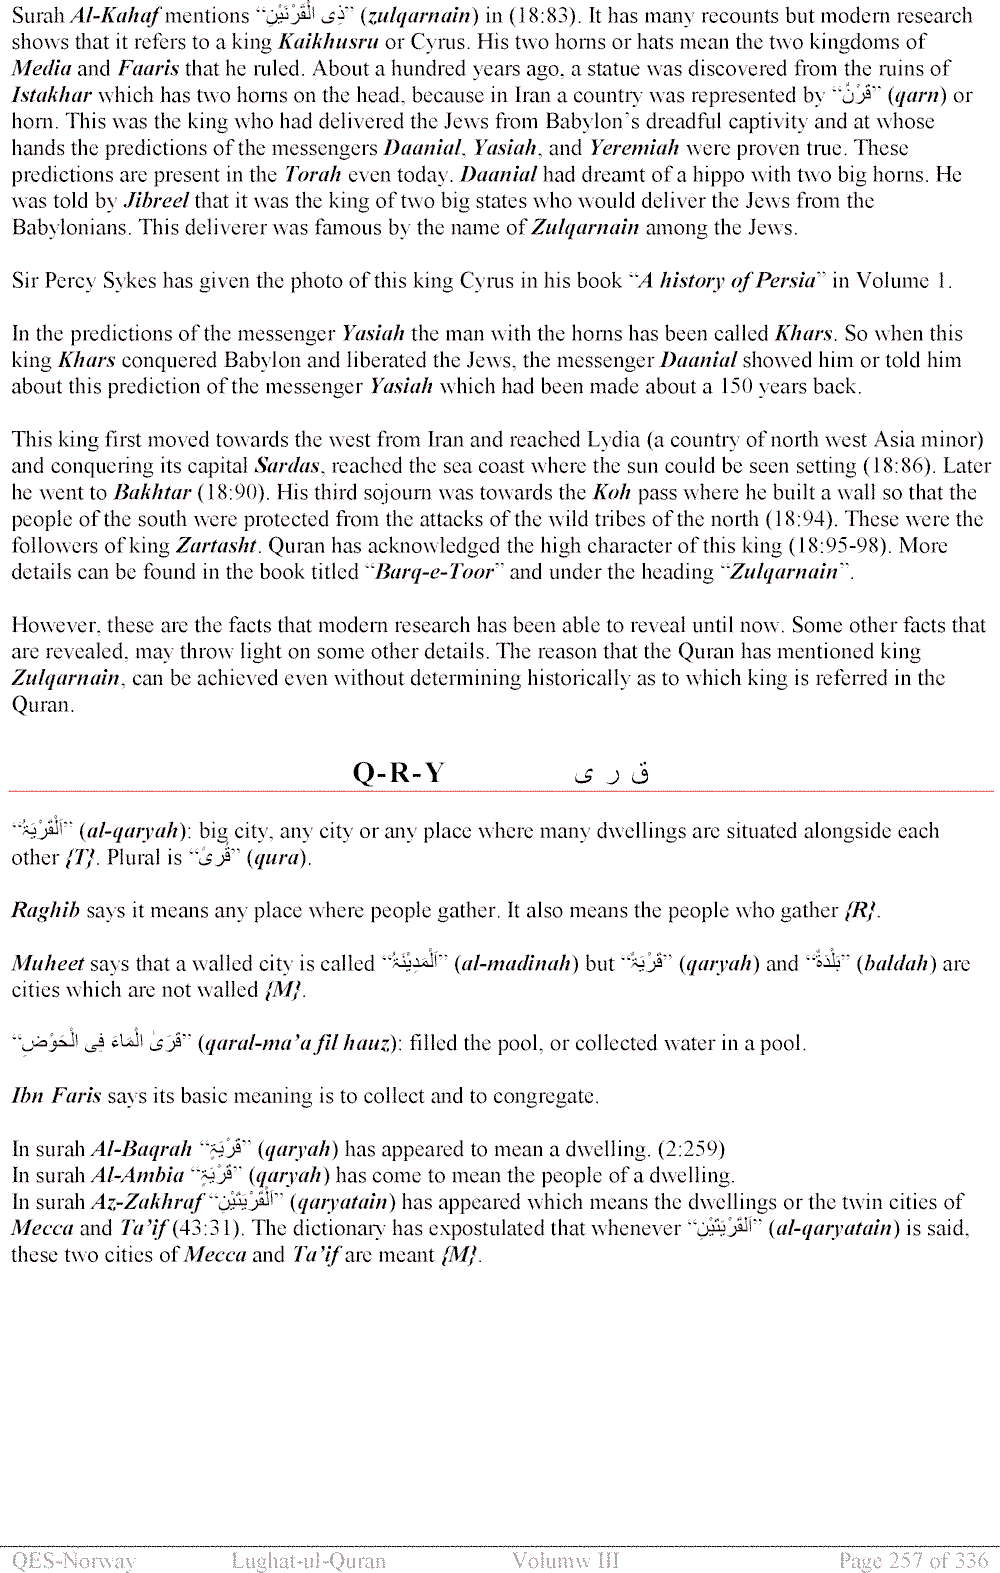 Surah Al-Kahaf mentions “ذِی الْقَرْنَیْنِ” (zulqarnain) in (18:83). It has many recounts but modern research
shows that it refers to a king Kaikhusru or Cyrus. His two horns or hats mean the two kingdoms of
Media and Faaris that he ruled. About a hundred years ago, a statue was discovered from the ruins of
Istakhar which has two horns on the head, because in Iran a country was represented by “قَرْنٌ” (qarn) or
horn. This was the king who had delivered the Jews from Babylon’s dreadful captivity and at whose
hands the predictions of the messengers Daanial, Yasiah, and Yeremiah were proven true. These
predictions are present in the Torah even today. Daanial had dreamt of a hippo with two big horns. He
was told by Jibreel that it was the king of two big states who would deliver the Jews from the
Babylonians. This deliverer was famous by the name of Zulqarnain among the Jews.
Sir Percy Sykes has given the photo of this king Cyrus in his book “A history of Persia” in Volume 1.
In the predictions of the messenger Yasiah the man with the horns has been called Khars. So when this
king Khars conquered Babylon and liberated the Jews, the messenger Daanial showed him or told him
about this prediction of the messenger Yasiah which had been made about a 150 years back.
This king first moved towards the west from Iran and reached Lydia (a country of north west Asia minor)
and conquering its capital Sardas, reached the sea coast where the sun could be seen setting (18:86). Later
he went to Bakhtar (18:90). His third sojourn was towards the Koh pass where he built a wall so that the
people of the south were protected from the attacks of the wild tribes of the north (18:94). These were the
followers of king Zartasht. Quran has acknowledged the high character of this king (18:95-98). More
details can be found in the book titled “Barq-e-Toor” and under the heading “Zulqarnain”.
However, these are the facts that modern research has been able to reveal until now. Some other facts that
are revealed, may throw light on some other details. The reason that the Quran has mentioned king
Zulqarnain, can be achieved even without determining historically as to which king is referred in the
Quran.
Q-R-Y ق ر ی
“اَلْقَرْیَۃُ” (al-qaryah): big city, any city or any place where many dwellings are situated alongside each
other {T}. Plural is “قُریً” (qura).
Raghib says it means any place where people gather. It also means the people who gather {R}.
Muheet says that a walled city is called “اَلْمَدِیْنَۃُ” (al-madinah) but “قَرْیَۃٌ” (qaryah) and “بَلْدَۃٌ” (baldah) are
cities which are not walled {M}.
“قَرَیٰ الْمَاءَ فِی الْحَوْضِ” (qaral-ma’a fil hauz): filled the pool, or collected water in a pool.
Ibn Faris says its basic meaning is to collect and to congregate.
In surah Al-Baqrah “قَرْیَۃٍ” (qaryah) has appeared to mean a dwelling. (2:259)
In surah Al-Ambia “قَرْیَۃٍ” (qaryah) has come to mean the people of a dwelling.
In surah Az-Zakhraf “الْقَرْیَتَیْنِ” (qaryatain) has appeared which means the dwellings or the twin cities of
Mecca and Ta’if (43:31). The dictionary has expostulated that whenever “اَلْقَرْیَتَیْنِ” (al-qaryatain) is said,
these two cities of Mecca and Ta’if are meant {M}.
QES-Norway Lughat-ul-Quran Volumw III Page 257 of 336